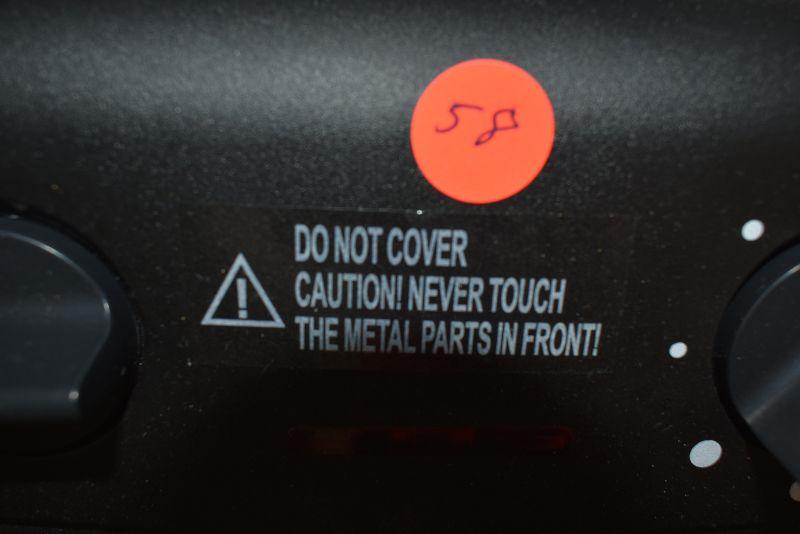 58
DO NOT COVER
CAUTION! NEVER TOUCH
THE METAL PARTS IN FRONT!